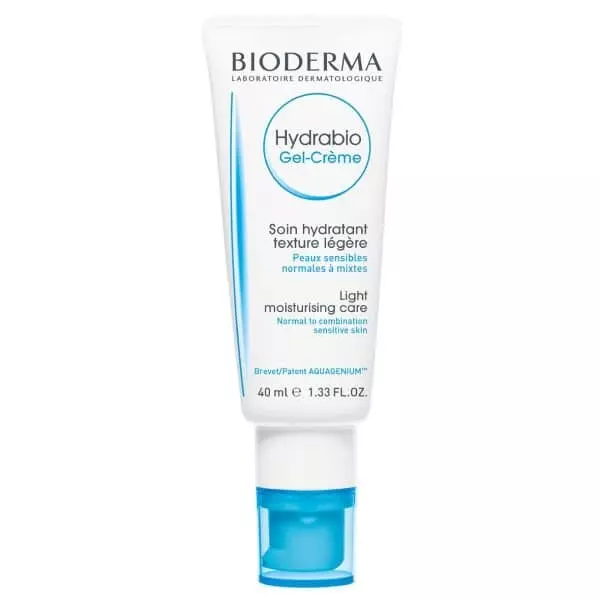 BIODERMA
LABORATOIRE DERMATOLOGIQUE
Hydrabio
Gel-Crème
Soin hydratant
texture légère
Peaux sensibles
normales à mixtes
Light
moisturising care
Normal to combination
sensitive skin
Brevet/Patent AQUAGENIUM™
40 ml ℮ 1.33 FL.OZ.